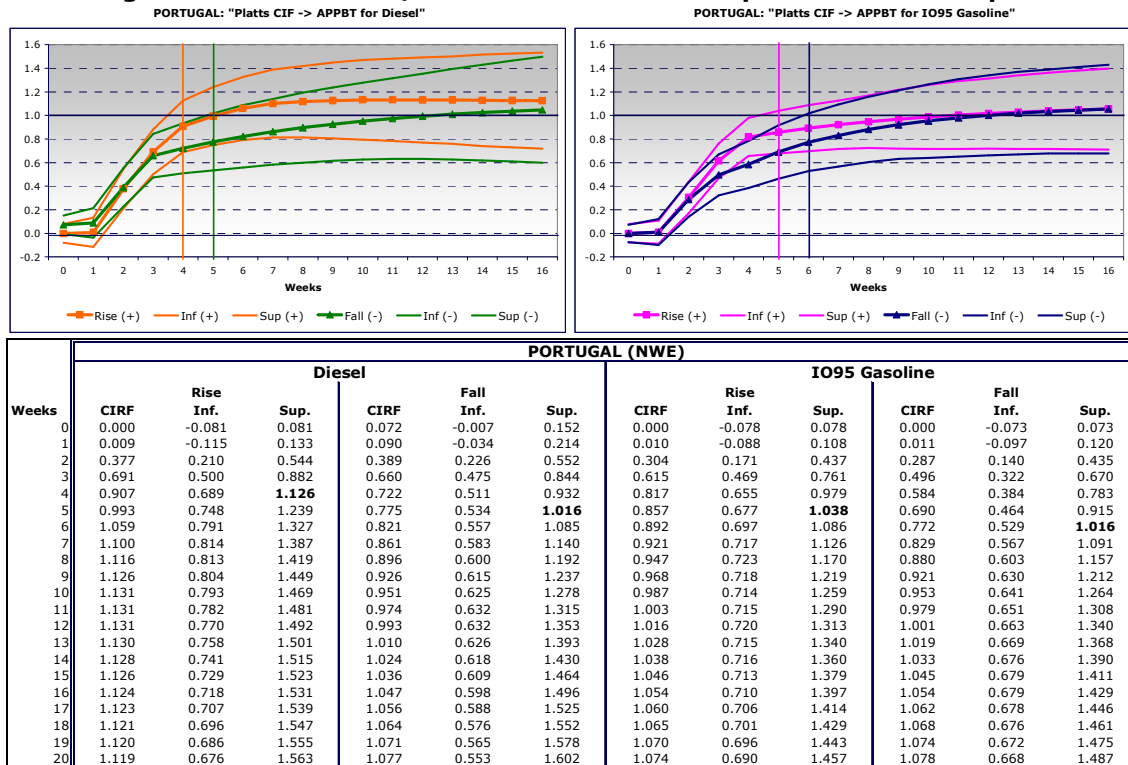 PORTUGAL: "Platts CIF -> APPBT for Diesel"
1.6
1.4
1.2
1.0
0.8
0.6
0.4
0.2
0.0
-0.2
0 1 2 3 4 5 6 7 8 9 10 11 12 13 14 15 16
Weeks
Rise (+) Inf (+) Sup (+) Fall (-) Inf (-) Sup (-)
PORTUGAL: "Platts CIF -> APPBT for IO95 Gasoline"
1.6
1.4
1.2
1.0
0.8
0.6
0.4
0.2
0.0
-0.2
0 1 2 3 4 5 6 7 8 9 10 11 12 13 14 15 16
Weeks
Rise (+) Inf (+) Sup (+) Fall (-) Inf (-) Sup (-)
PORTUGAL (NWE)
Diesel IO95 Gasoline
Rise Fall Rise Fall
Weeks CIRF Inf. Sup. CIRF Inf. Sup. CIRF Inf. Sup. CIRF Inf. Sup.
0 0.000 -0.081 0.081 0.072 -0.007 0.152 0.000 -0.078 0.078 0.000 -0.073 0.073
1 0.009 -0.115 0.133 0.090 -0.034 0.214 0.010 -0.088 0.108 0.011 -0.097 0.120
2 0.377 0.210 0.544 0.389 0.226 0.552 0.304 0.171 0.437 0.287 0.140 0.435
3 0.691 0.500 0.882 0.660 0.475 0.844 0.615 0.469 0.761 0.496 0.322 0.670
4 0.907 0.689 1.126 0.722 0.511 0.932 0.817 0.655 0.979 0.584 0.384 0.783
5 0.993 0.748 1.239 0.775 0.534 1.016 0.857 0.677 1.038 0.690 0.464 0.915
6 1.059 0.791 1.327 0.821 0.557 1.085 0.892 0.697 1.086 0.772 0.529 1.016
7 1.100 0.814 1.387 0.861 0.583 1.140 0.921 0.717 1.126 0.829 0.567 1.091
8 1.116 0.813 1.419 0.896 0.600 1.192 0.947 0.723 1.170 0.880 0.603 1.157
9 1.126 0.804 1.449 0.926 0.615 1.237 0.968 0.718 1.219 0.921 0.630 1.212
10 1.131 0.793 1.469 0.951 0.625 1.278 0.987 0.714 1.259 0.953 0.641 1.264
11 1.131 0.782 1.481 0.974 0.632 1.315 1.003 0.715 1.290 0.979 0.651 1.308
12 1.131 0.770 1.492 0.993 0.632 1.353 1.016 0.720 1.313 1.001 0.663 1.340
13 1.130 0.758 1.501 1.010 0.626 1.393 1.028 0.715 1.340 1.019 0.669 1.368
14 1.128 0.741 1.515 1.024 0.618 1.430 1.038 0.716 1.360 1.033 0.676 1.390
15 1.126 0.729 1.523 1.036 0.609 1.464 1.046 0.713 1.379 1.045 0.679 1.411
16 1.124 0.718 1.531 1.047 0.598 1.496 1.054 0.710 1.397 1.054 0.679 1.429
17 1.123 0.707 1.539 1.056 0.588 1.525 1.060 0.706 1.414 1.062 0.678 1.446
18 1.121 0.696 1.547 1.064 0.576 1.552 1.065 0.701 1.429 1.068 0.676 1.461
19 1.120 0.686 1.555 1.071 0.565 1.578 1.070 0.696 1.443 1.074 0.672 1.475
20 1.119 0.676 1.563 1.077 0.553 1.602 1.074 0.690 1.457 1.078 0.668 1.487